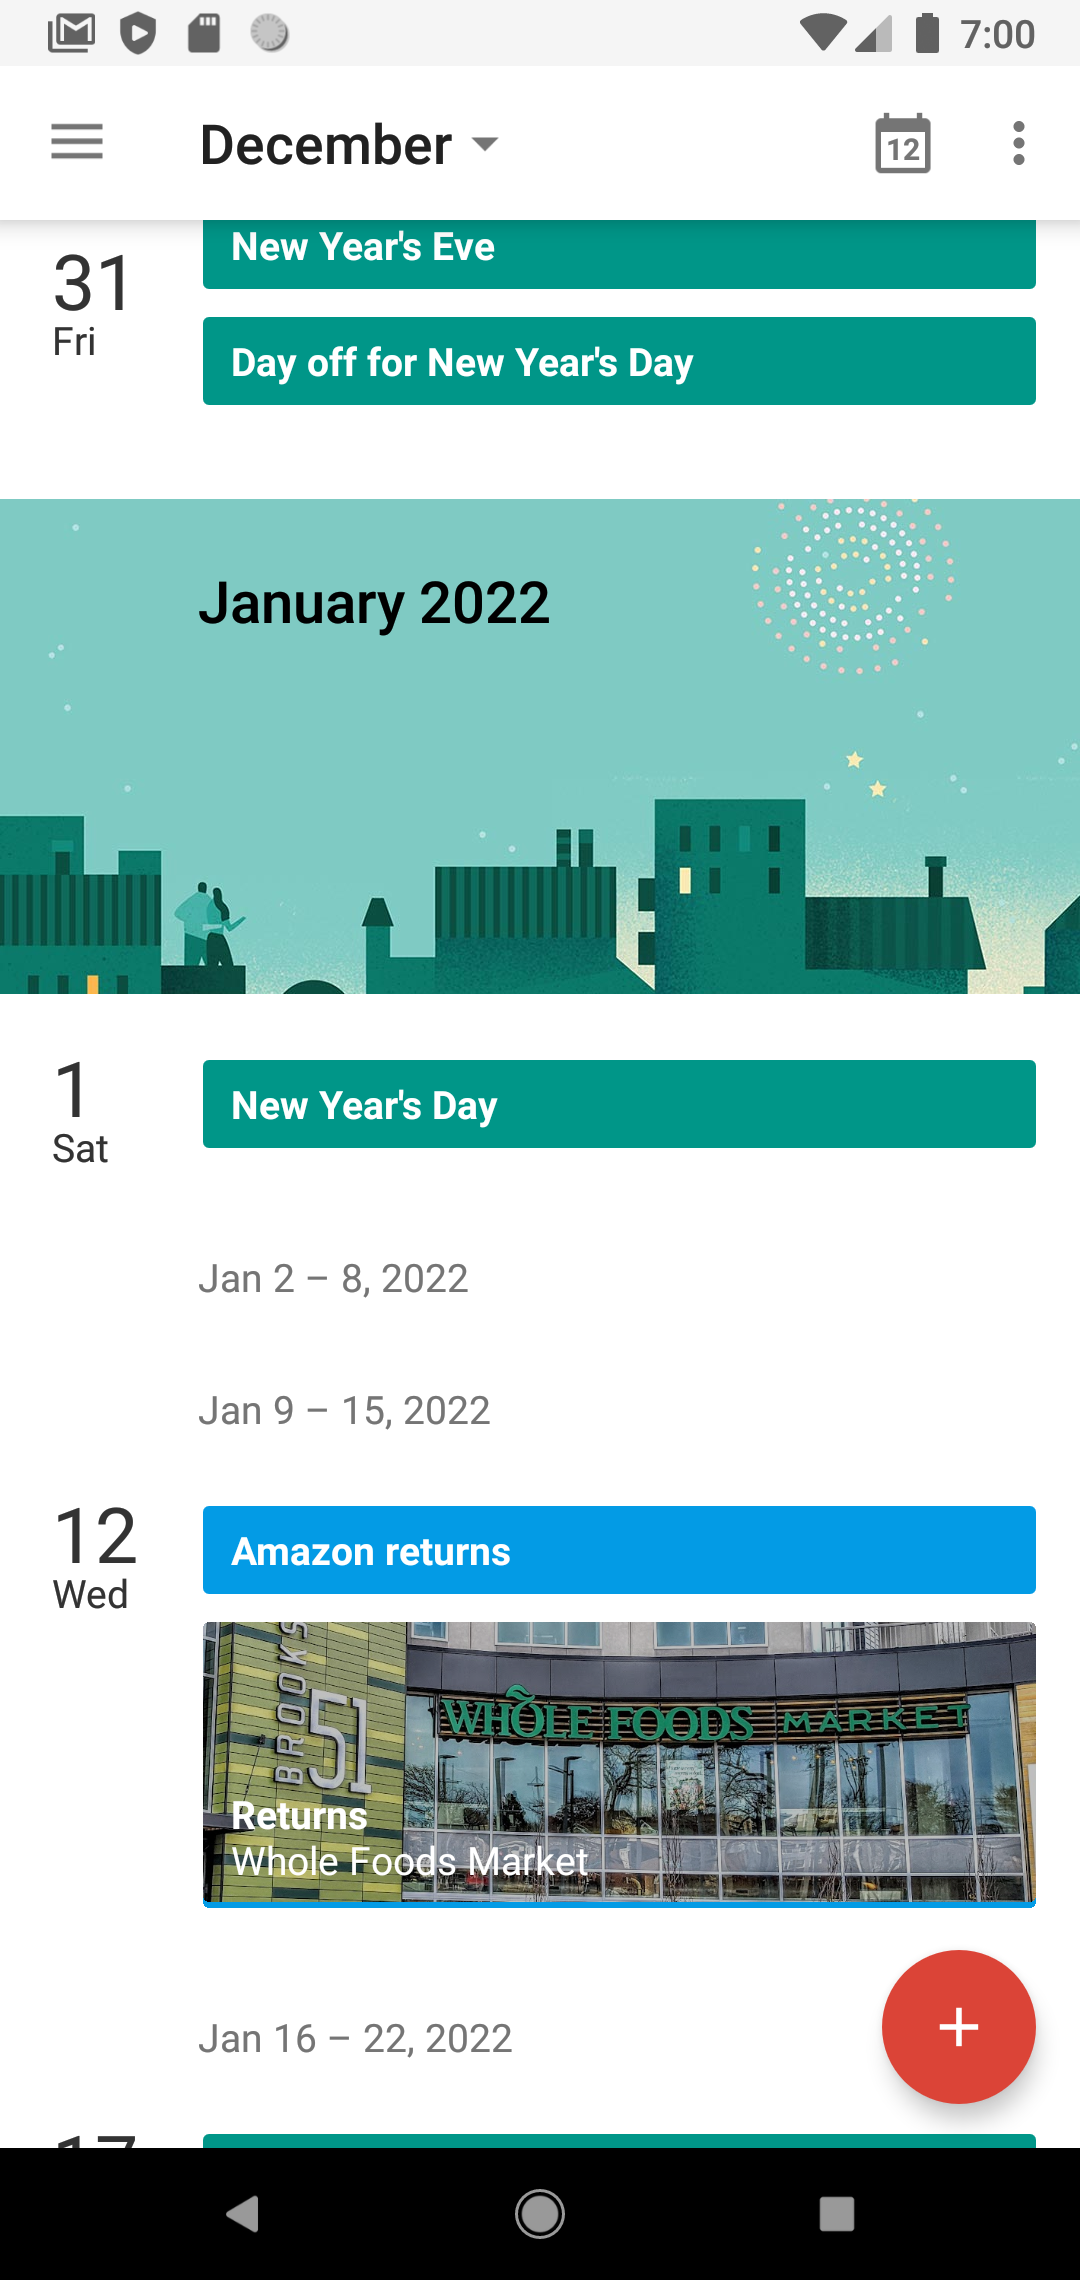 7:00
December
12
31
Fri
New Year's Eve
Day off for New Year's Day
January 2022
1
Sat
New Year's Day
Jan 2 – 8, 2022
Jan 9 – 15, 2022
12
Wed
Amazon returns
BROOKS
51
WHOLE FOODS MARKET
Returns
Whole Foods Market
Jan 16 – 22, 2022
17